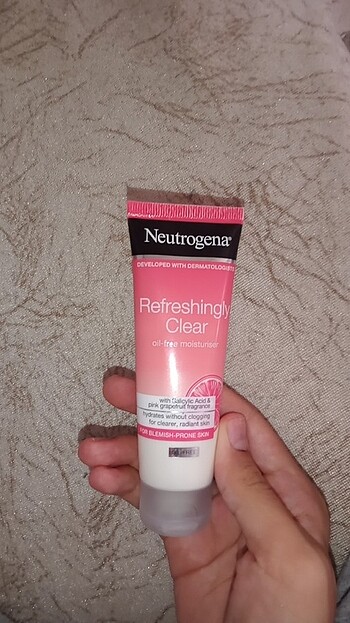 Neutrogena®
DEVELOPED WITH DERMATOLOGISTS
Refreshingly
Clear
oil-free moisturiser
with Salicylic Acid &
pink grapefruit fragrance
hydrates without clogging
for clearer, radiant skin
FOR BLEMISH-PRONE SKIN